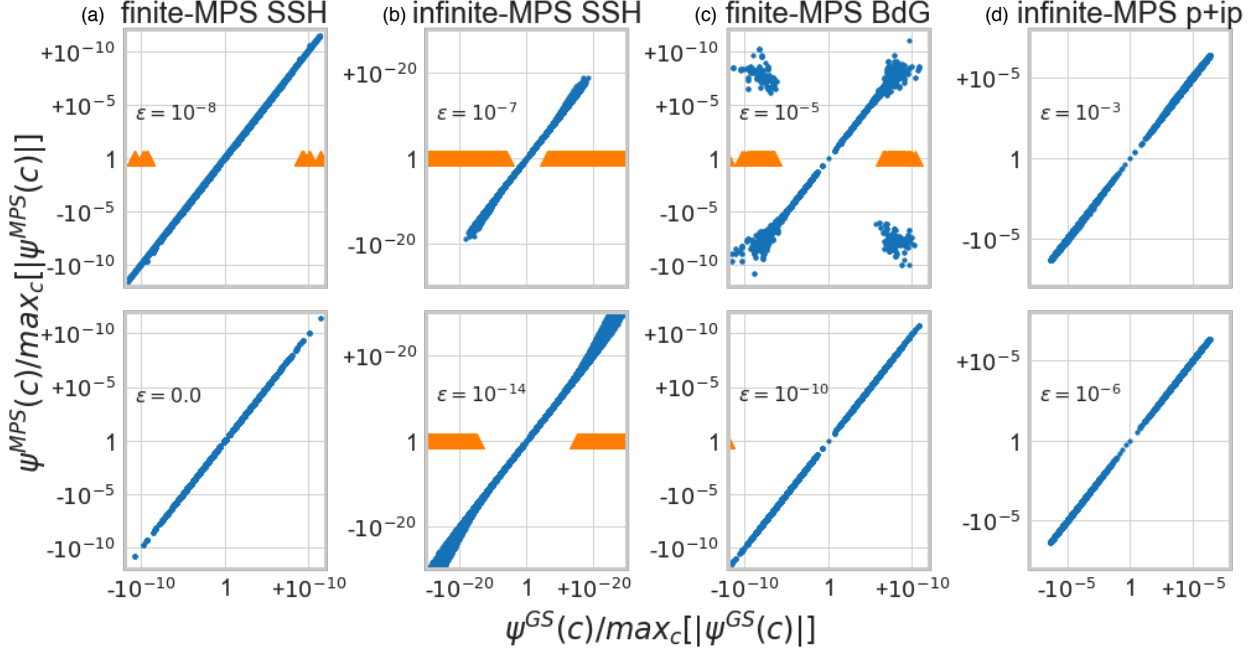 (a) finite-MPS SSH (b) infinite-MPS SSH (c) finite-MPS BdG (d) infinite-MPS p+ip
+10⁻¹⁰
+10⁻⁵
1
-10⁻⁵
-10⁻¹⁰
ε = 10⁻⁸
+10⁻²⁰
1
-10⁻²⁰
ε = 10⁻⁷
+10⁻¹⁰
+10⁻⁵
1
-10⁻⁵
-10⁻¹⁰
ε = 10⁻⁵
+10⁻⁵
1
-10⁻⁵
ε = 10⁻³
ψᴹᴾˢ(c)/max_c[|ψᴹᴾˢ(c)|]
+10⁻¹⁰
+10⁻⁵
1
-10⁻⁵
-10⁻¹⁰
ε = 0.0
-10⁻¹⁰ 1 +10⁻¹⁰
+10⁻²⁰
1
-10⁻²⁰
ε = 10⁻¹⁴
-10⁻²⁰ 1 +10⁻²⁰
+10⁻¹⁰
+10⁻⁵
1
-10⁻⁵
-10⁻¹⁰
ε = 10⁻¹⁰
-10⁻¹⁰ 1 +10⁻¹⁰
+10⁻⁵
1
-10⁻⁵
ε = 10⁻⁶
-10⁻⁵ 1 +10⁻⁵
ψᴳˢ(c)/max_c[|ψᴳˢ(c)|]